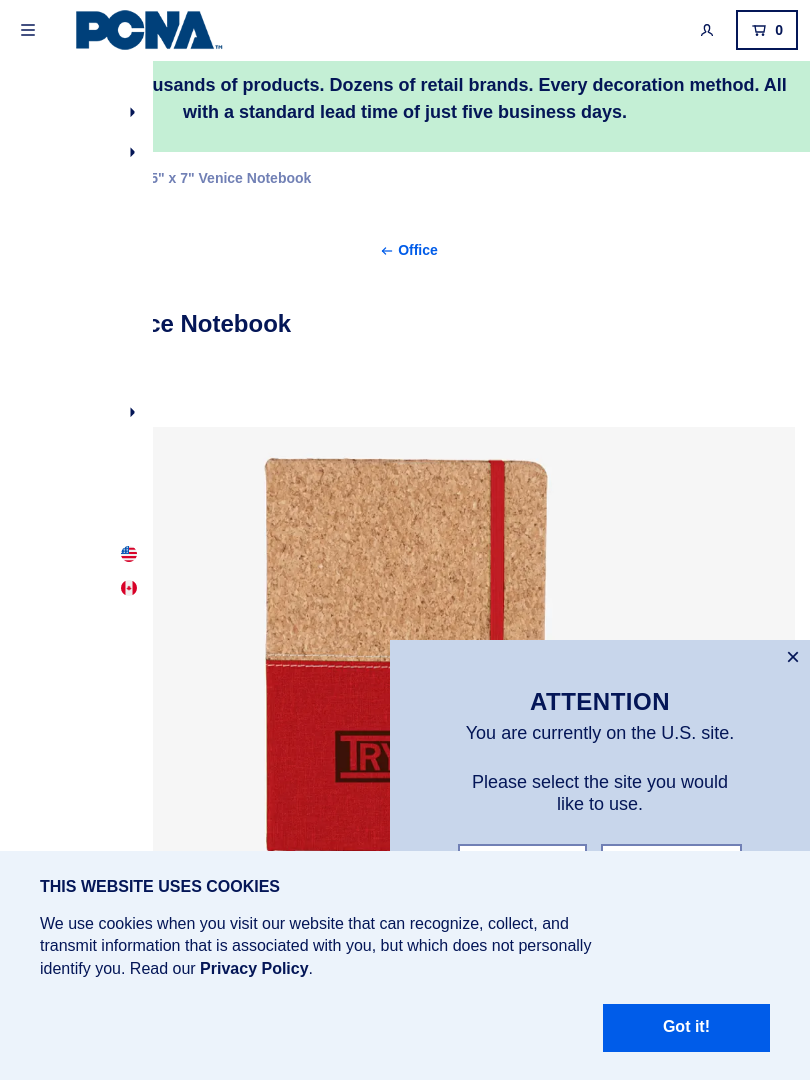 PCNA™
0
usands of products. Dozens of retail brands. Every decoration method. All
with a standard lead time of just five business days.
5" x 7" Venice Notebook
Office
ce Notebook
TRY
ATTENTION
You are currently on the U.S. site.
Please select the site you would
like to use.
THIS WEBSITE USES COOKIES
We use cookies when you visit our website that can recognize, collect, and
transmit information that is associated with you, but which does not personally
identify you. Read our Privacy Policy.
Got it!